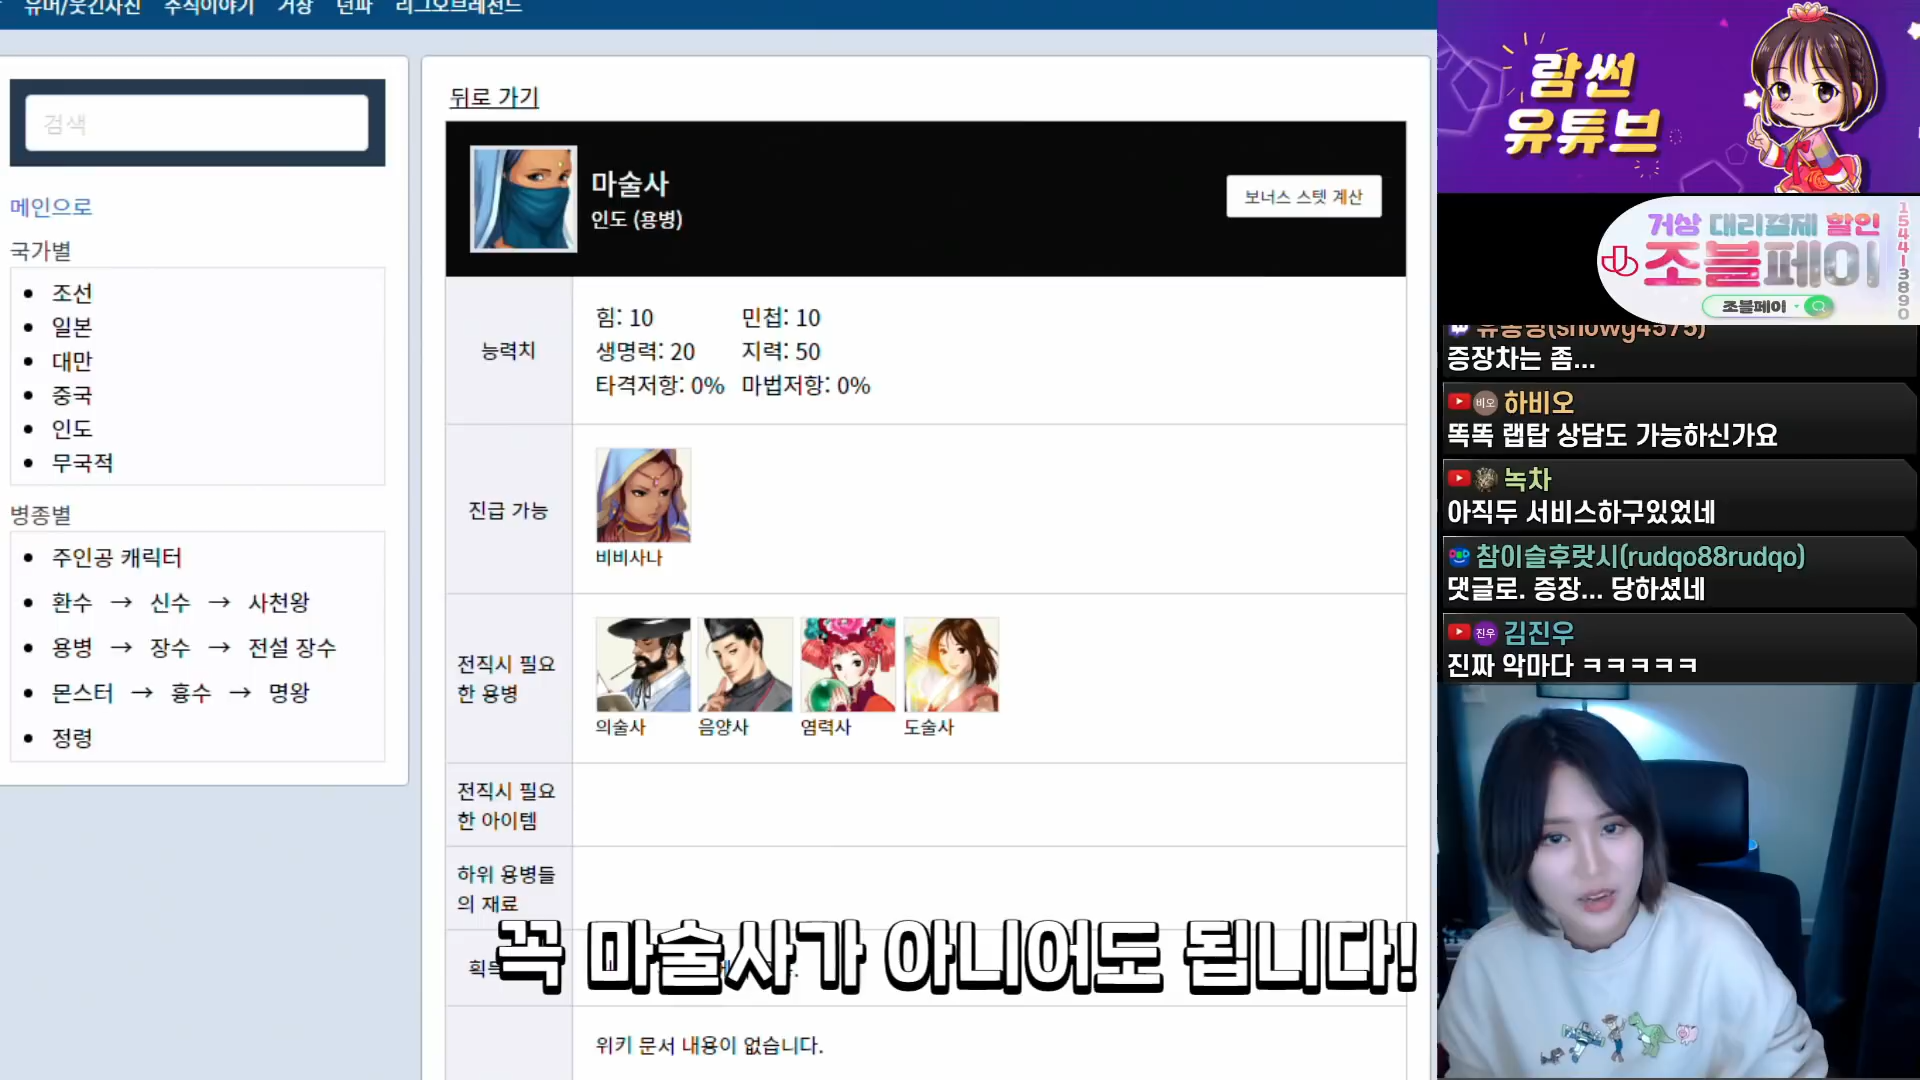 유머/웃긴사진 주식이야기 거상 던파 리그오브레전드
검색
메인으로
국가별
조선
일본
대만
중국
인도
무국적
병종별
주인공 캐릭터
환수 → 신수 → 사천왕
용병 → 장수 → 전설 장수
몬스터 → 흉수 → 명왕
정령
뒤로 가기
마술사
인도 (용병)
보너스 스텟 계산
능력치
힘: 10 민첩: 10
생명력: 20 지력: 50
타격저항: 0% 마법저항: 0%
진급 가능
비비사나
전직시 필요
한 용병
의술사 음양사 염력사 도술사
전직시 필요
한 아이템
하위 용병들
의 재료
꼭 마술사가 아니어도 됩니다!
위키 문서 내용이 없습니다.
람썬
유튜브
거상 대리결제 할인
조블페이
조블페이
1544-3890
증장차는 좀...
비오 하비오
똑똑 랩탑 상담도 가능하신가요
녹차
아직두 서비스하구있었네
참이슬후랏시(rudqo88rudqo)
댓글로. 증장... 당하셨네
진우 김진우
진짜 악마다 ㅋㅋㅋㅋㅋ